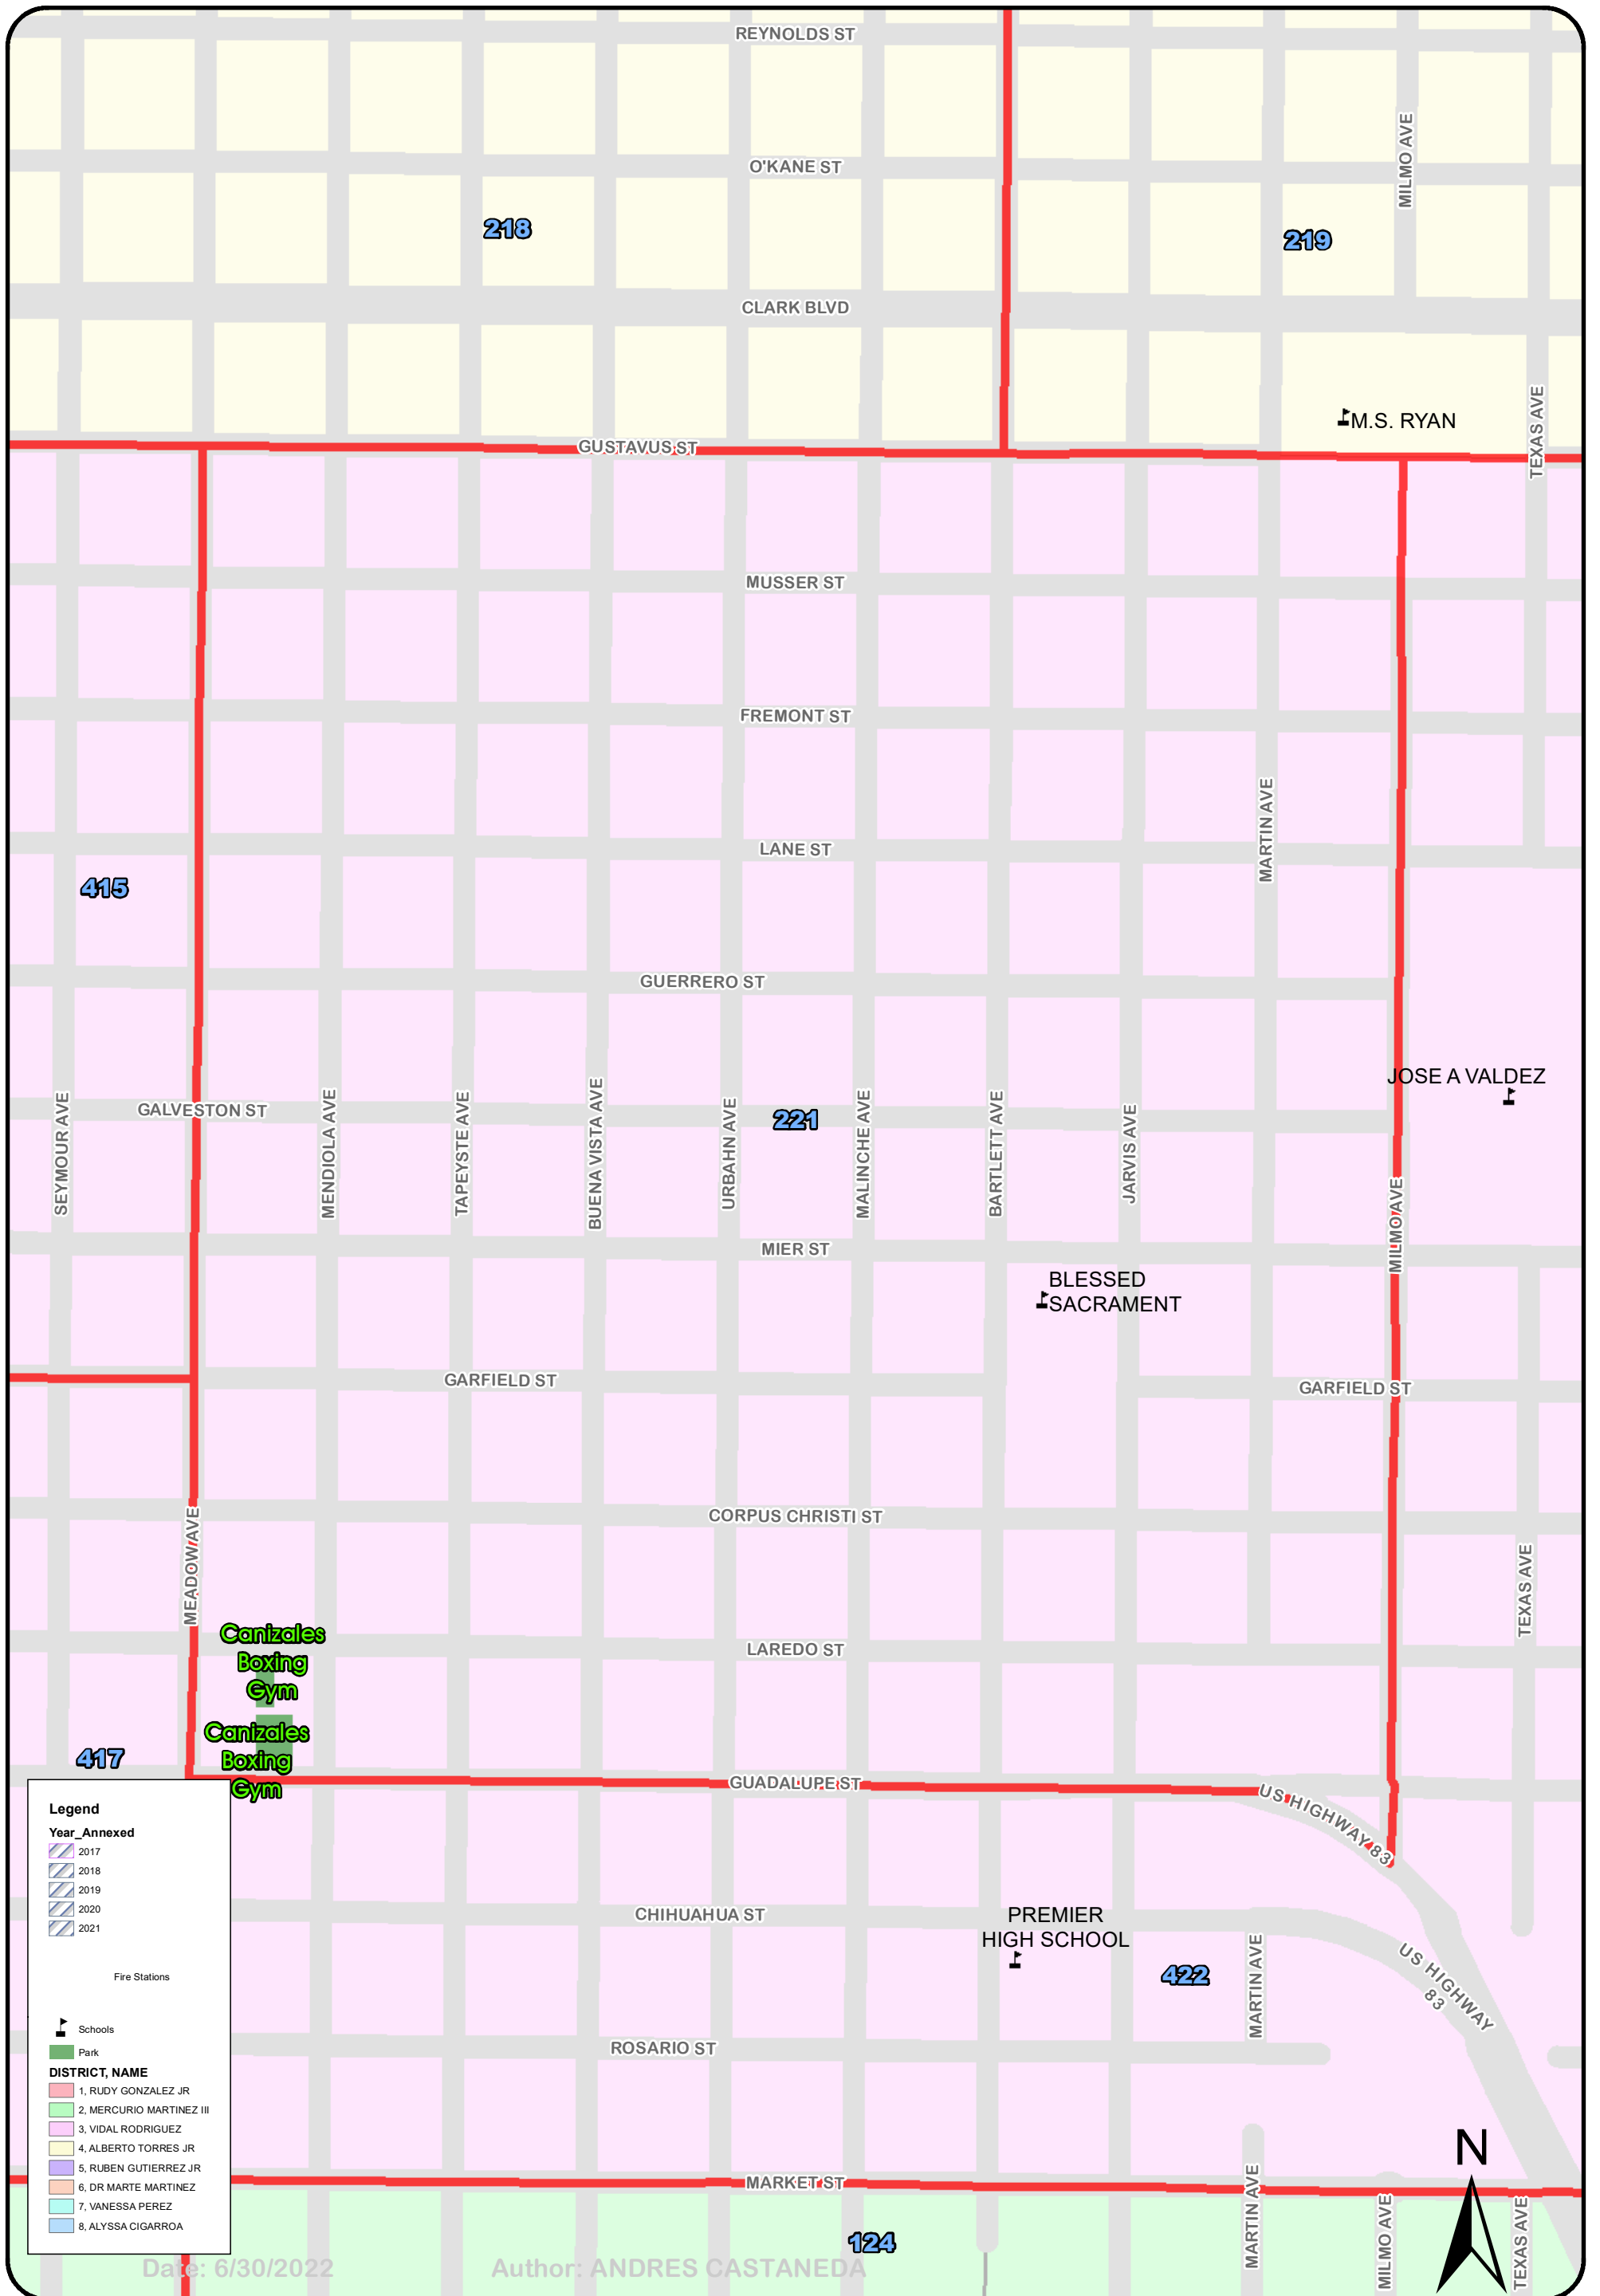 REYNOLDS ST
MILMO AVE
O'KANE ST
218
219
CLARK BLVD
TEXAS AVE
M.S. RYAN
GUSTAVUS ST
MUSSER ST
FREMONT ST
MARTIN AVE
LANE ST
415
GUERRERO ST
JOSE A VALDEZ
GALVESTON ST
221
SEYMOUR AVE
MENDIOLA AVE
TAPEYSTE AVE
BUENA VISTA AVE
URBAHN AVE
MALINCHE AVE
BARTLETT AVE
JARVIS AVE
MILMO AVE
MIER ST
BLESSED
SACRAMENT
GARFIELD ST
GARFIELD ST
CORPUS CHRISTI ST
MEADOW AVE
TEXAS AVE
Canizales
Boxing
Gym
LAREDO ST
Canizales
Boxing
Gym
417
GUADALUPE ST
US HIGHWAY 83
CHIHUAHUA ST
PREMIER
HIGH SCHOOL
422
MARTIN AVE
US HIGHWAY
83
ROSARIO ST
Legend
Year_Annexed
2017
2018
2019
2020
2021
Fire Stations
Schools
Park
DISTRICT, NAME
1, RUDY GONZALEZ JR
2, MERCURIO MARTINEZ III
3, VIDAL RODRIGUEZ
4, ALBERTO TORRES JR
5, RUBEN GUTIERREZ JR
6, DR MARTE MARTINEZ
7, VANESSA PEREZ
8, ALYSSA CIGARROA
N
MARKET ST
MARTIN AVE
MILMO AVE
TEXAS AVE
124
Date: 6/30/2022
Author: ANDRES CASTANEDA